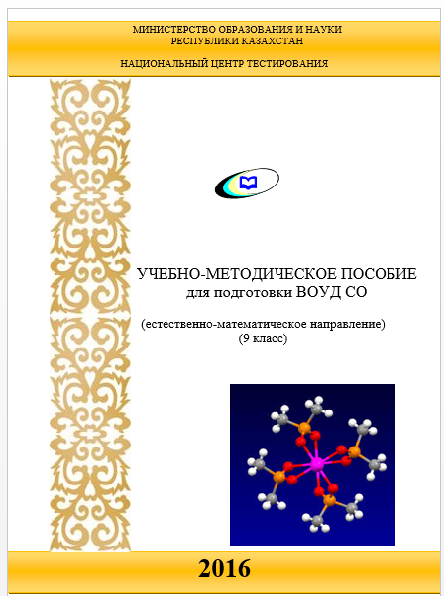 МИНИСТЕРСТВО ОБРАЗОВАНИЯ И НАУКИ
РЕСПУБЛИКИ КАЗАХСТАН
НАЦИОНАЛЬНЫЙ ЦЕНТР ТЕСТИРОВАНИЯ
УЧЕБНО-МЕТОДИЧЕСКОЕ ПОСОБИЕ
для подготовки ВОУД СО
(естественно-математическое направление)
(9 класс)
2016